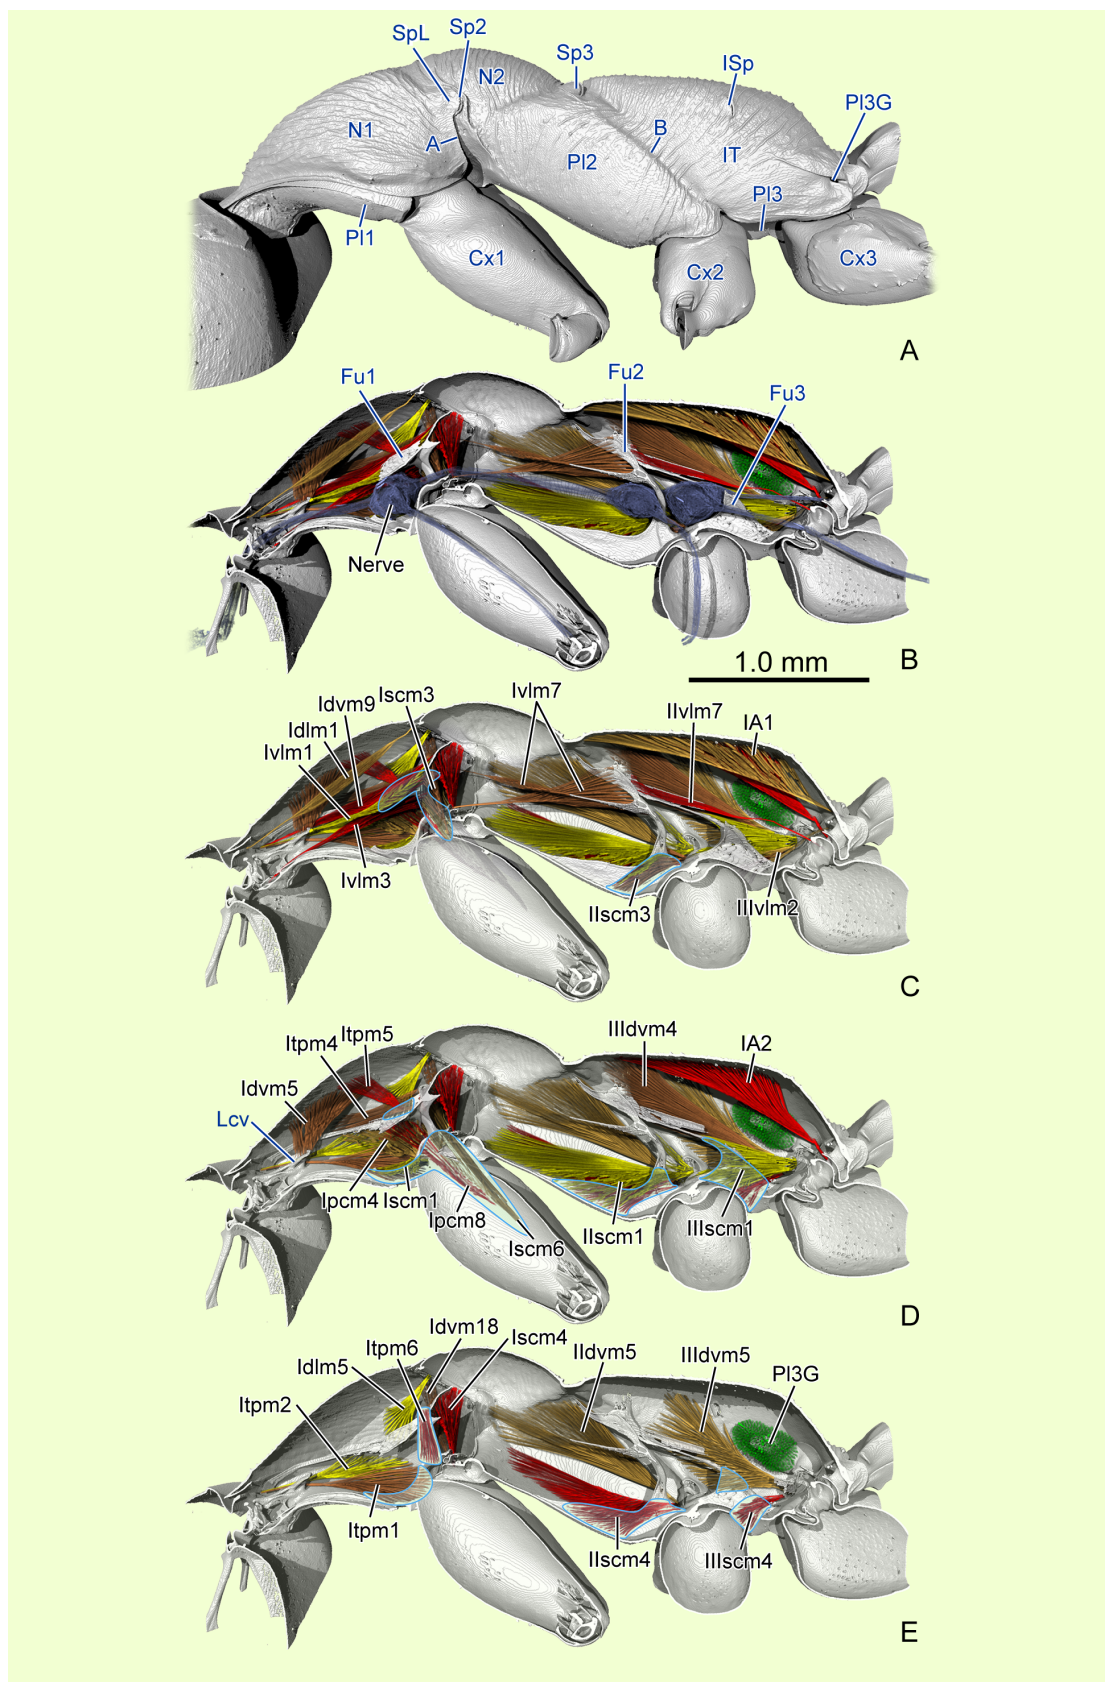 SpL
Sp2
Sp3
ISp
N2
Pl3G
N1
A
B
IT
Pl2
Pl3
Pl1
Cx1
Cx2
Cx3
A
Fu1
Fu2
Fu3
Nerve
B
1.0 mm
Idvm9
Iscm3
Ivlm7
IIvlm7
IA1
Idlm1
Ivlm1
Ivlm3
IIscm3
IIIvlm2
C
Itpm4
Itpm5
IIIdvm4
IA2
Idvm5
Lcv
Ipcm4
Iscm1
Ipcm8
Iscm6
IIscm1
IIIscm1
D
Idvm18
Iscm4
Itpm6
IIdvm5
IIIdvm5
Idlm5
Pl3G
Itpm2
Itpm1
IIscm4
IIIscm4
E